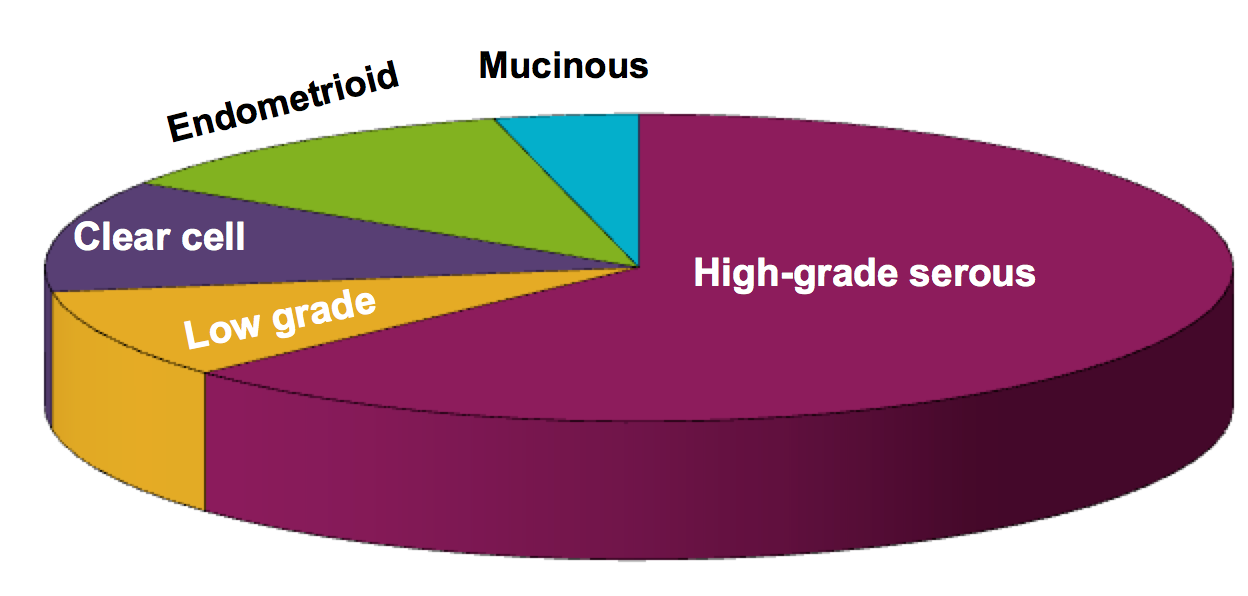 Mucinous
Endometrioid
Clear cell
High-grade serous
Low grade